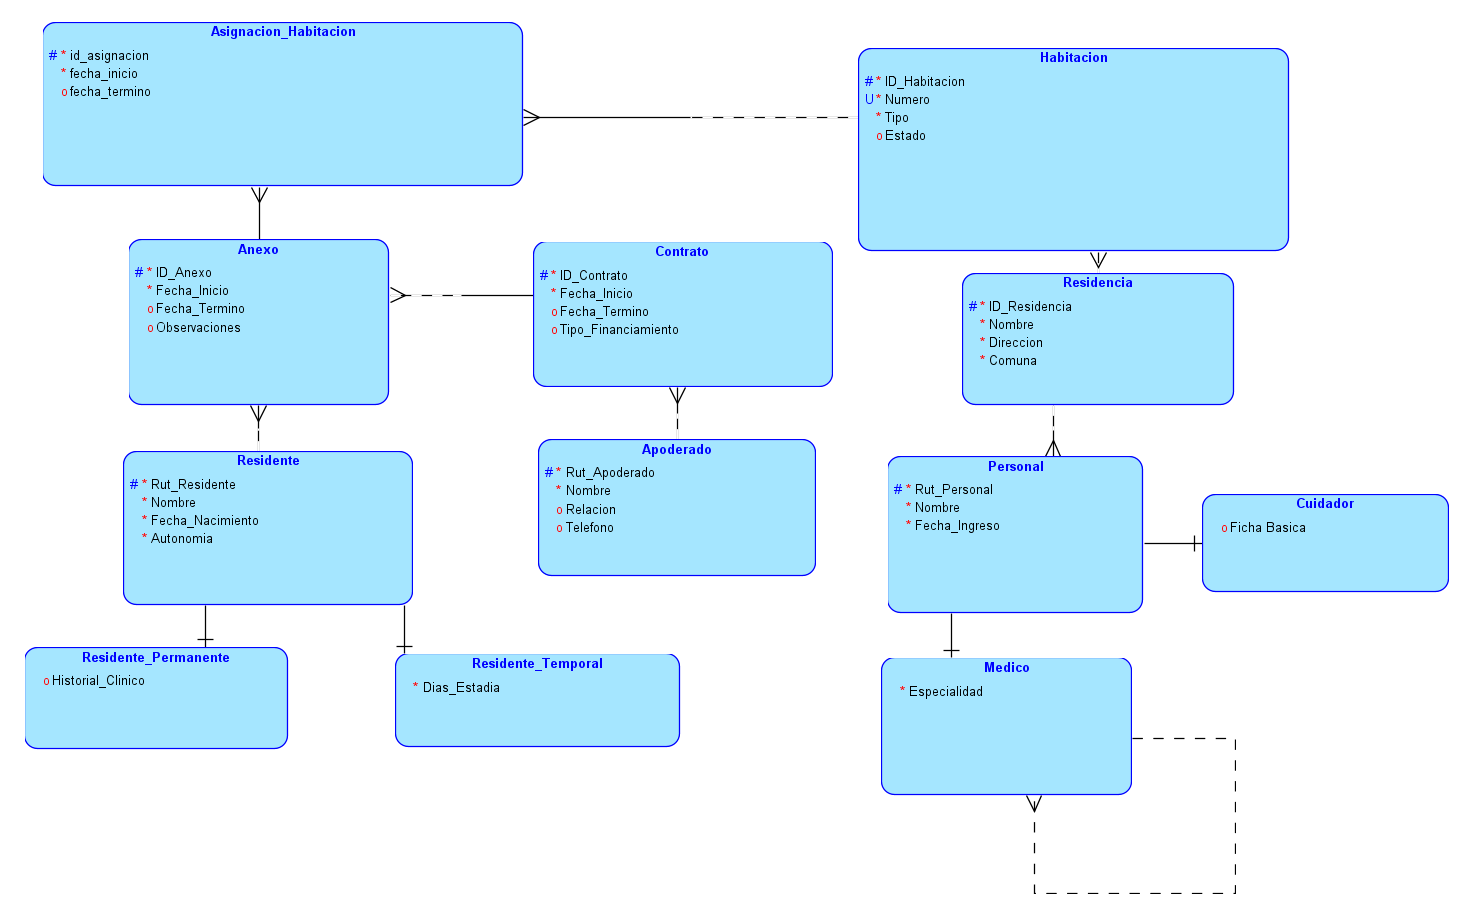 Asignacion_Habitacion
# * id_asignacion
* fecha_inicio
o fecha_termino
Habitacion
# * ID_Habitacion
U * Numero
* Tipo
o Estado
Anexo
# * ID_Anexo
* Fecha_Inicio
o Fecha_Termino
o Observaciones
Contrato
# * ID_Contrato
* Fecha_Inicio
o Fecha_Termino
o Tipo_Financiamiento
Residencia
# * ID_Residencia
* Nombre
* Direccion
* Comuna
Residente
# * Rut_Residente
* Nombre
* Fecha_Nacimiento
* Autonomia
Apoderado
# * Rut_Apoderado
* Nombre
o Relacion
o Telefono
Personal
# * Rut_Personal
* Nombre
* Fecha_Ingreso
Cuidador
o Ficha Basica
Residente_Permanente
o Historial_Clinico
Residente_Temporal
* Dias_Estadia
Medico
* Especialidad